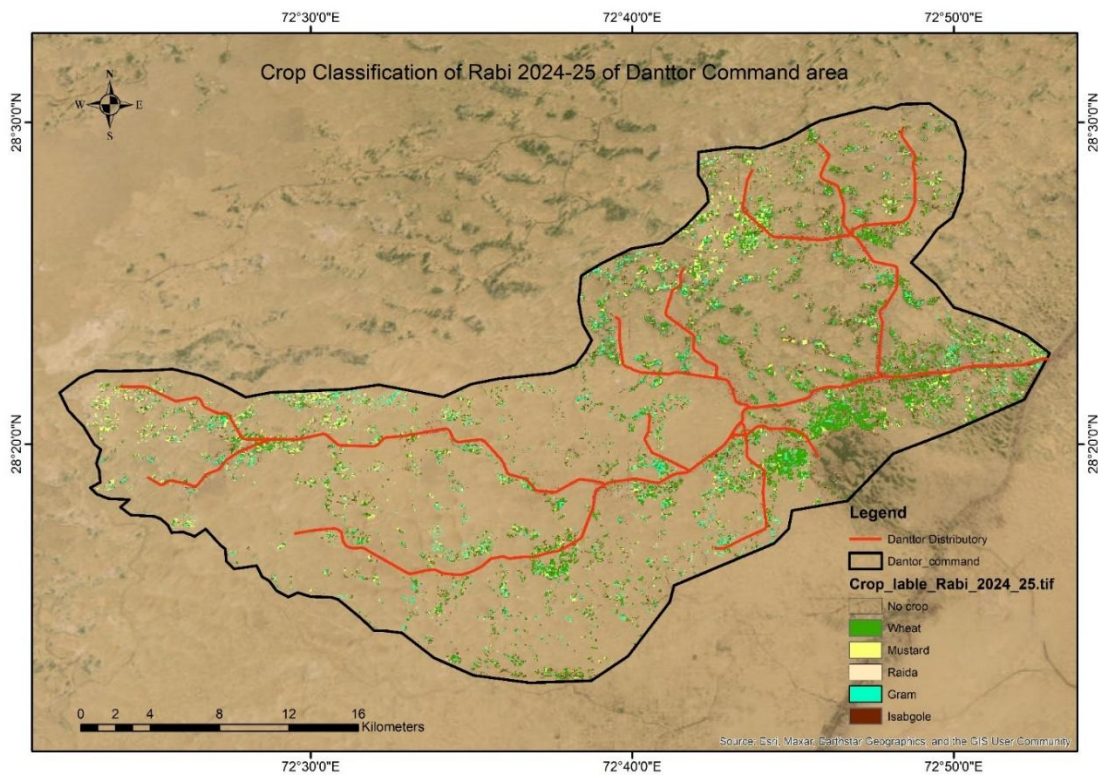 72°30'0"E 72°40'0"E 72°50'0"E
Crop Classification of Rabi 2024-25 of Danttor Command area
N
W E
S
28°30'0"N 28°30'0"N
28°20'0"N 28°20'0"N
Legend
Danttor Distributory
Dantor_command
Crop_lable_Rabi_2024_25.tif
No crop
Wheat
Mustard
Raida
Gram
Isabgole
0 2 4 8 12 16
Kilometers
Source: Esri, Maxar, Earthstar Geographics, and the GIS User Community
72°30'0"E 72°40'0"E 72°50'0"E